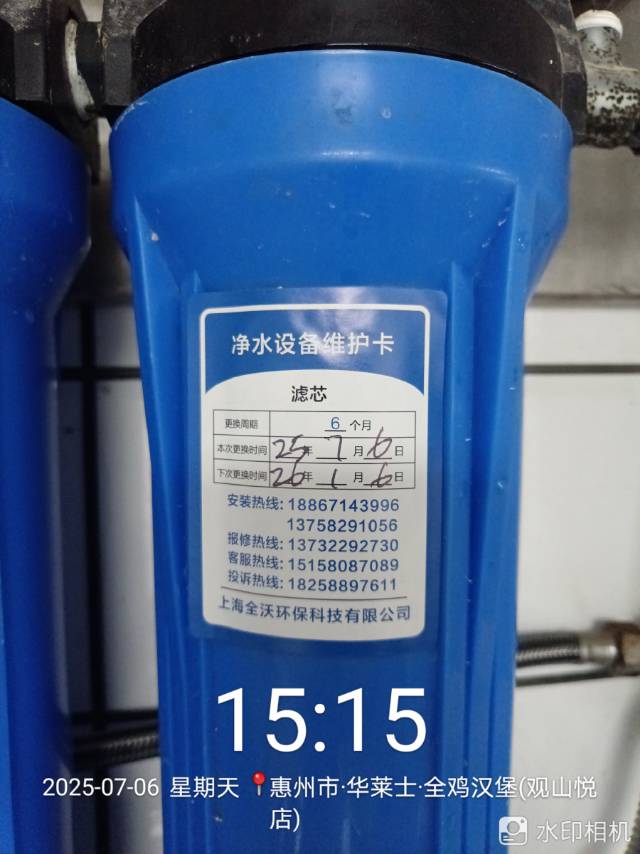 净水设备维护卡
滤芯
更换周期 6 个月
本次更换时间 25年 7 月 6 日
下次更换时间 26年 1 月 6 日
安装热线: 18867143996
13758291056
报修热线: 13732292730
客服热线: 15158087089
投诉热线: 18258897611
上海全沃环保科技有限公司
15:15
2025-07-06 星期天 📍惠州市·华莱士·全鸡汉堡(观山悦
店)
水印相机